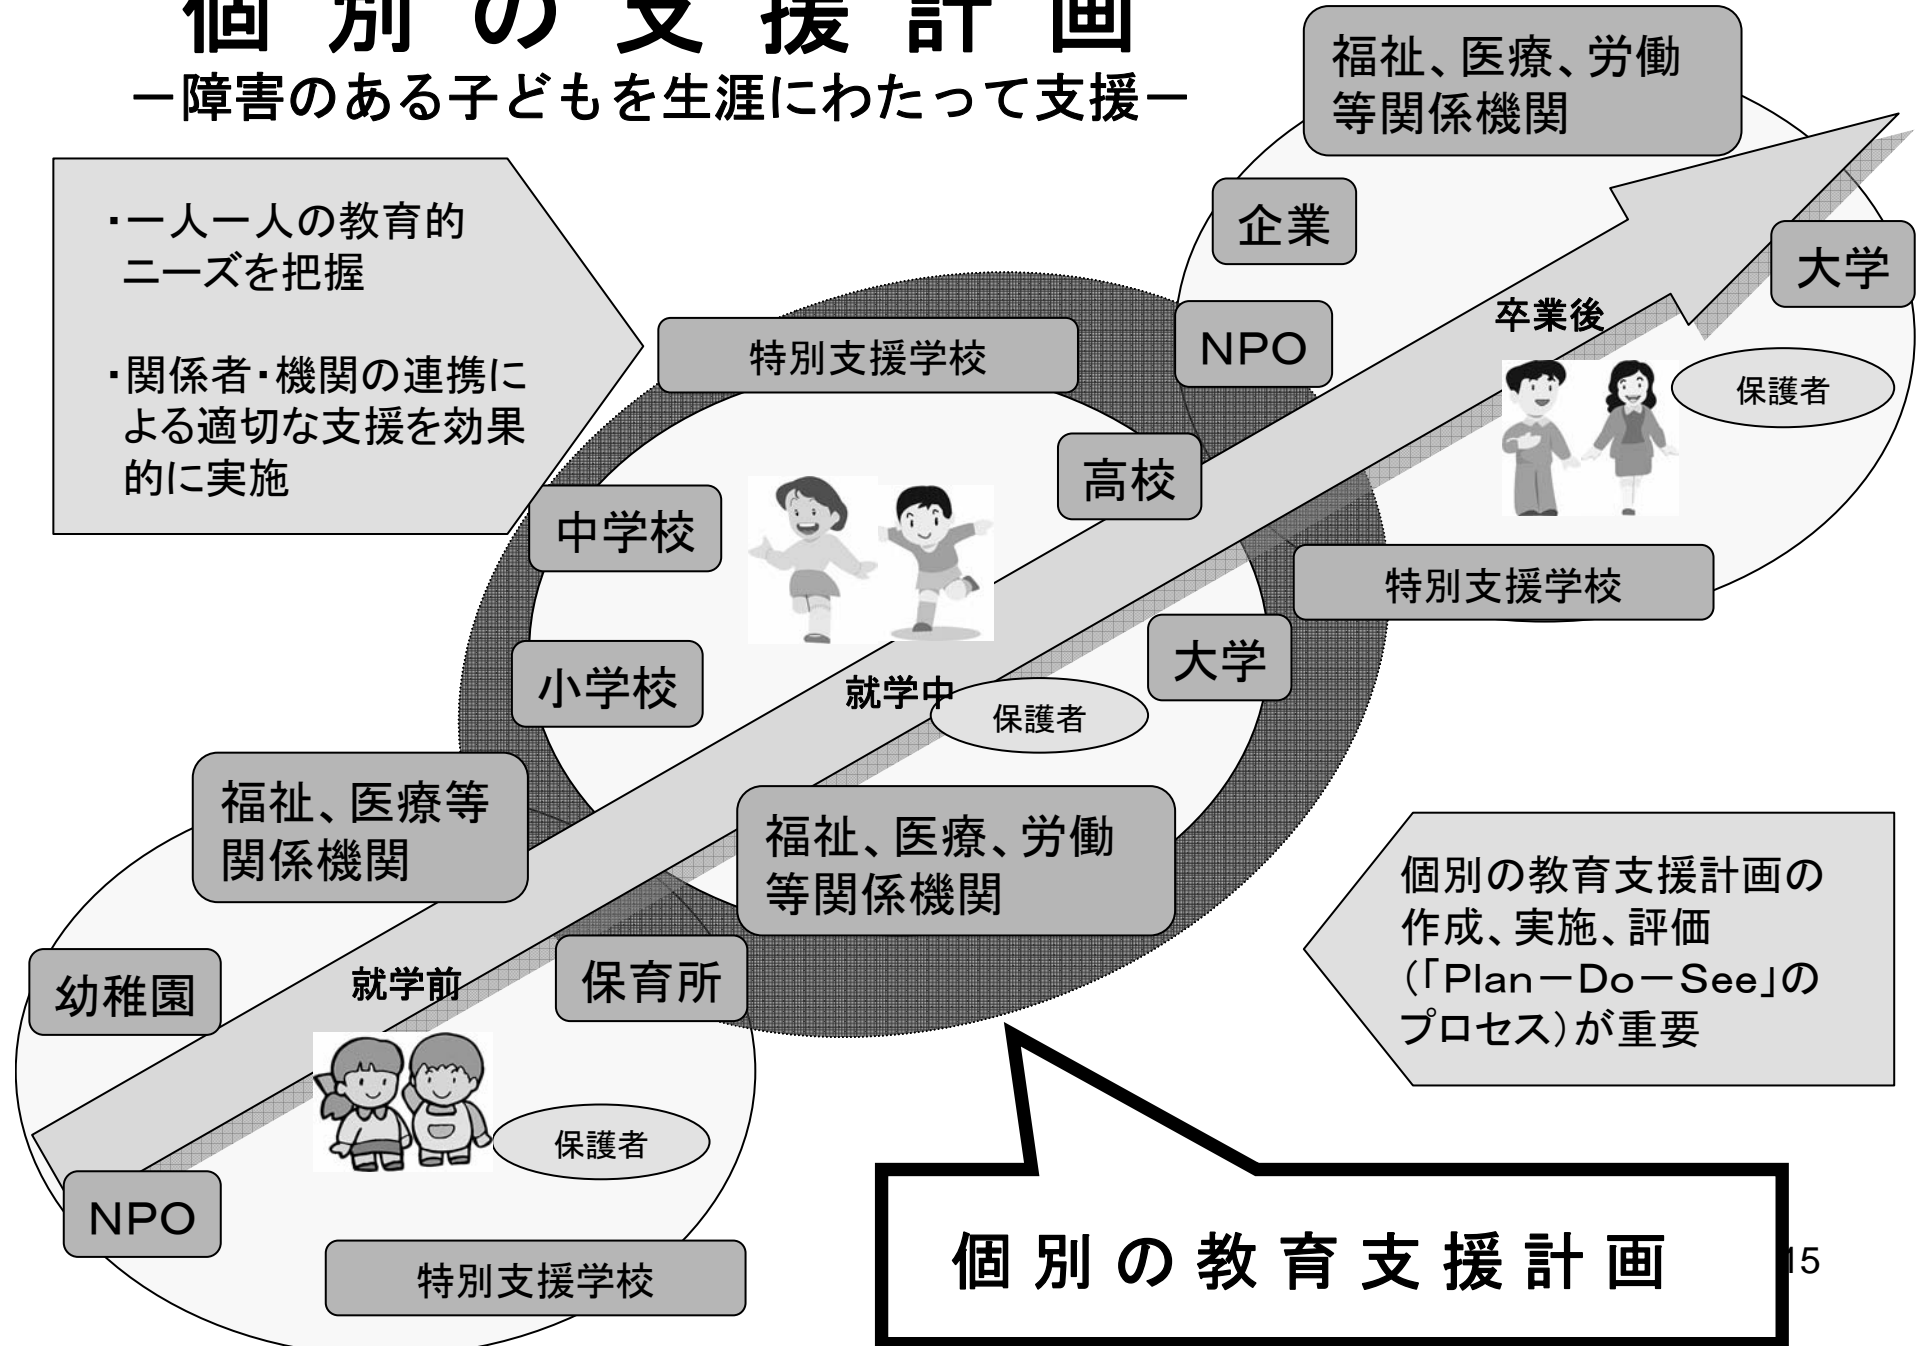 個別の支援計画
－障害のある子どもを生涯にわたって支援－
・一人一人の教育的
ニーズを把握
・関係者・機関の連携に
よる適切な支援を効果
的に実施
福祉、医療、労働
等関係機関
企業
大学
NPO
卒業後
保護者
特別支援学校
特別支援学校
高校
中学校
小学校
大学
就学中
保護者
福祉、医療、労働
等関係機関
福祉、医療等
関係機関
幼稚園
就学前
保育所
保護者
NPO
特別支援学校
個別の教育支援計画の
作成、実施、評価
（「Plan－Do－See」の
プロセス）が重要
個別の教育支援計画
15